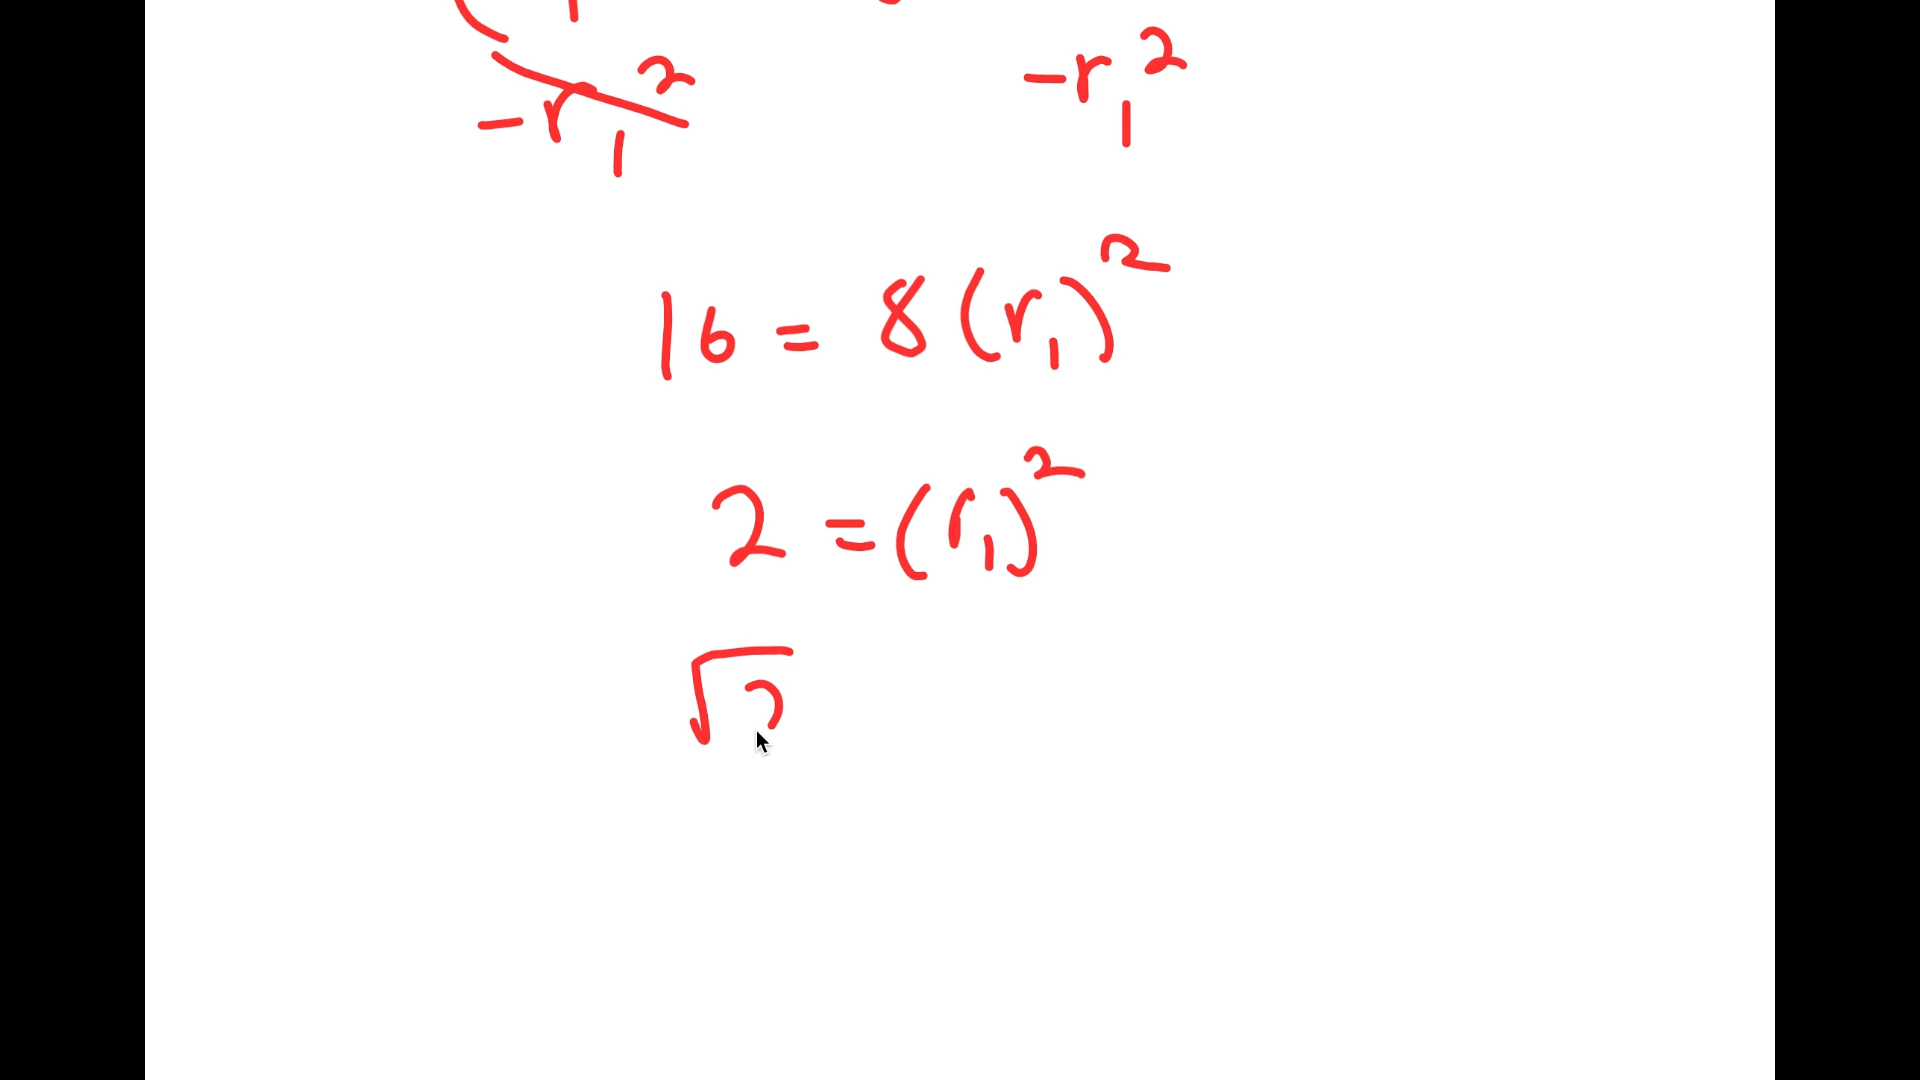 -r₁² -r₁²
16 = 8(r₁)²
2 = (r₁)²
√2